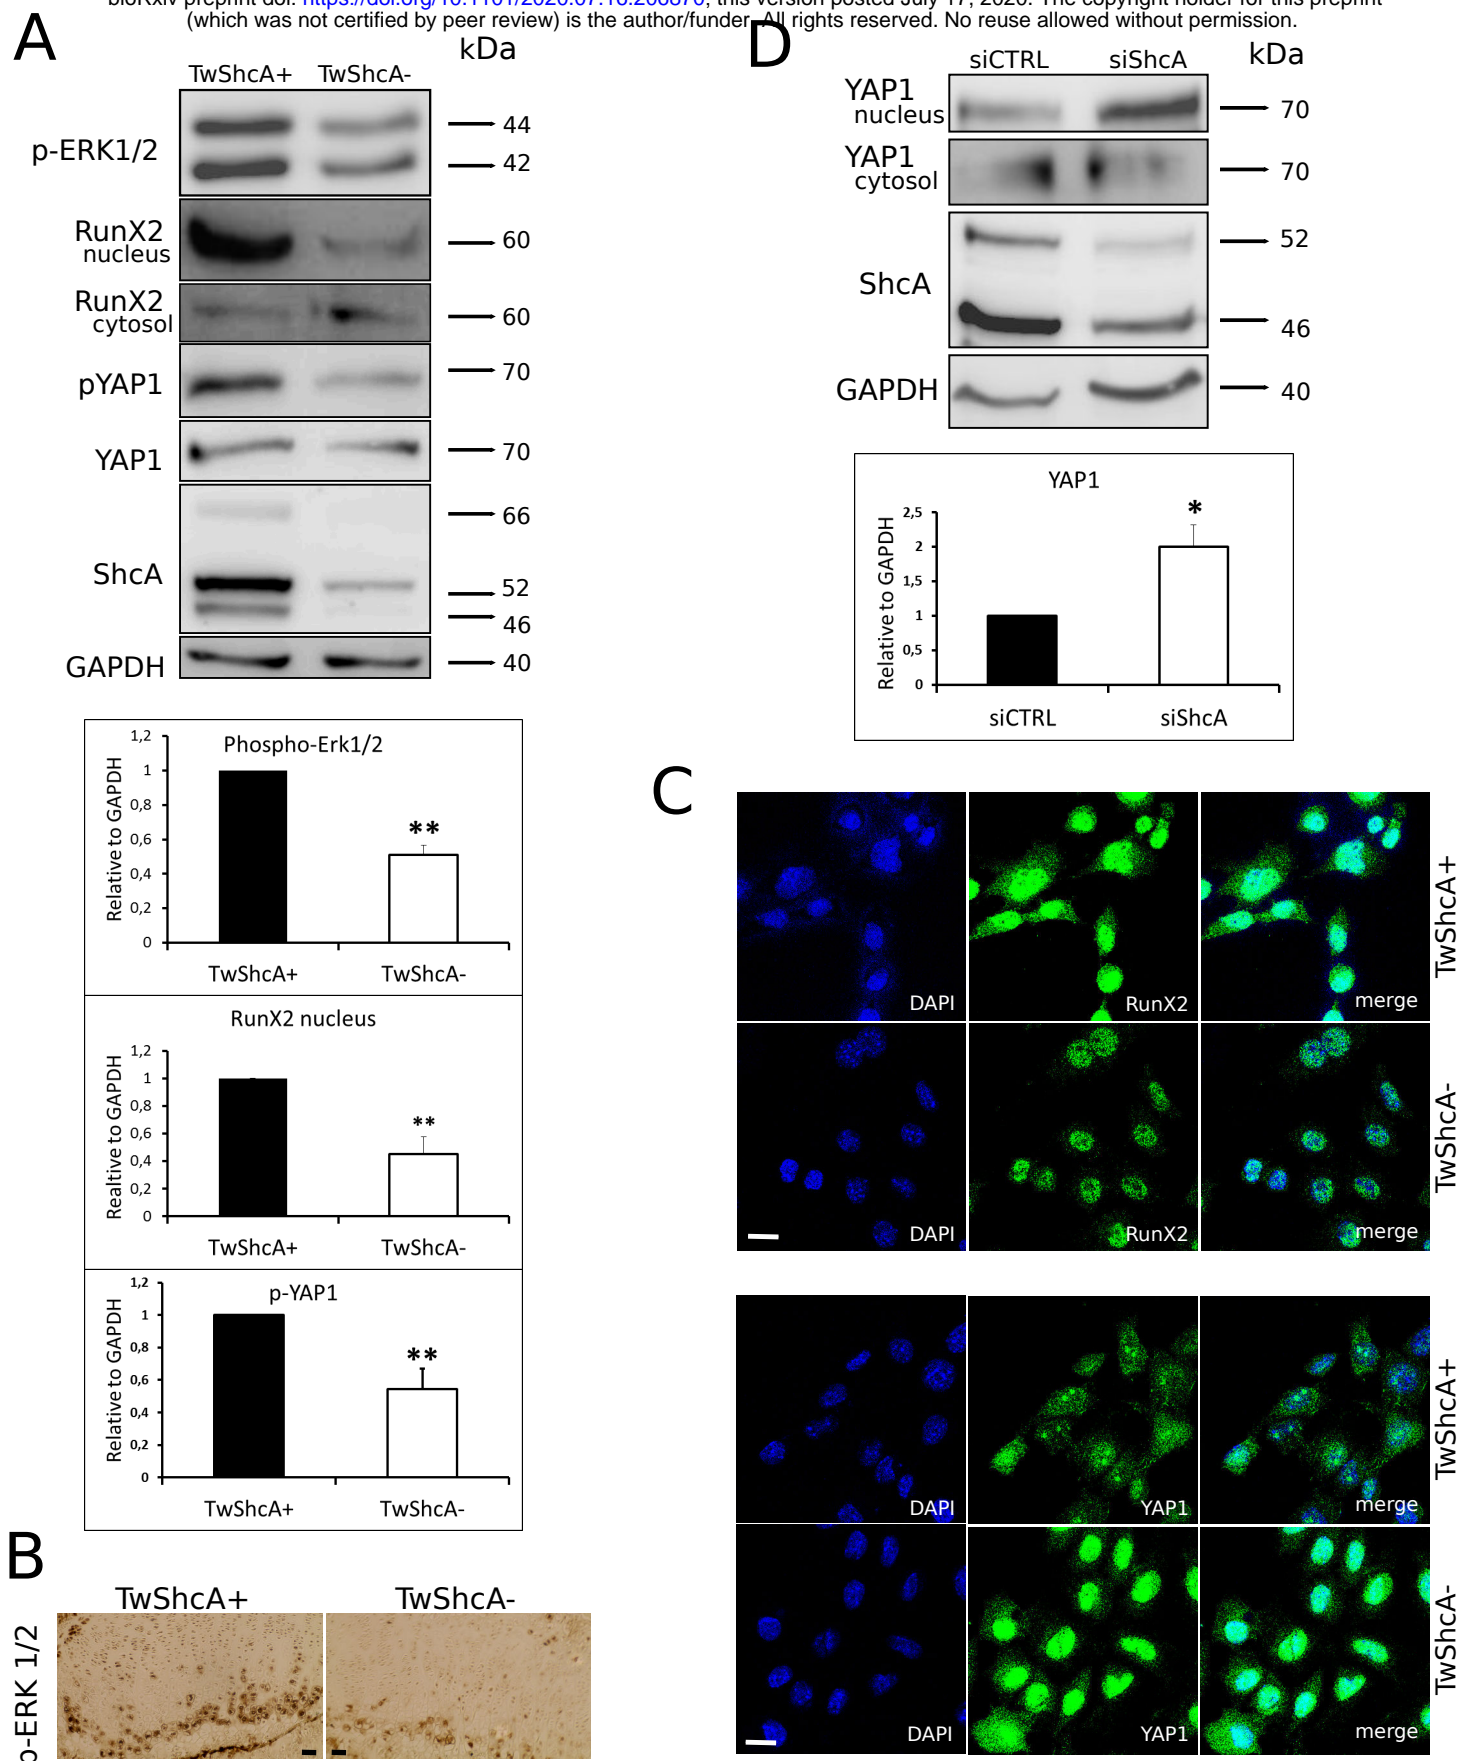 (which was not certified by peer review) is the author/funder. All rights reserved. No reuse allowed without permission.
A
TwShcA+ TwShcA- kDa
p-ERK1/2
44
42
RunX2
nucleus
60
RunX2
cytosol
60
pYAP1
70
YAP1
70
ShcA
66
52
46
GAPDH
40
Phospho-Erk1/2
Relative to GAPDH
1,2
1
0,8
0,6
0,4
0,2
0
**
TwShcA+ TwShcA-
RunX2 nucleus
Realtive to GAPDH
1,2
1
0,8
0,6
0,4
0,2
0
**
TwShcA+ TwShcA-
p-YAP1
Relative to GAPDH
1,2
1
0,8
0,6
0,4
0,2
0
**
TwShcA+ TwShcA-
B
TwShcA+ TwShcA-
p-ERK 1/2
D
siCTRL siShcA kDa
YAP1
nucleus
70
YAP1
cytosol
70
ShcA
52
46
GAPDH
40
YAP1
Relative to GAPDH
2,5
2
1,5
1
0,5
0
*
siCTRL siShcA
C
DAPI RunX2 merge
TwShcA+
DAPI RunX2 merge
TwShcA-
DAPI YAP1 merge
TwShcA+
DAPI YAP1 merge
TwShcA-